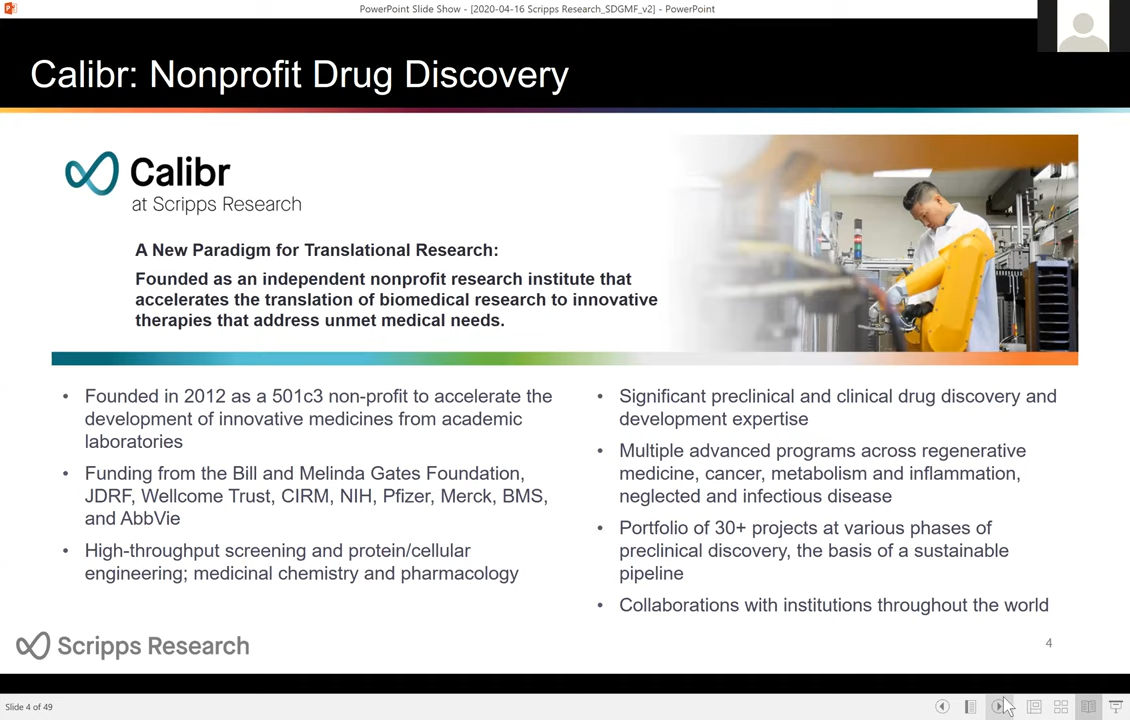 PowerPoint Slide Show - [2020-04-16 Scripps Research_SDGMF_v2] - PowerPoint
Calibr: Nonprofit Drug Discovery
Calibr
at Scripps Research
A New Paradigm for Translational Research:
Founded as an independent nonprofit research institute that
accelerates the translation of biomedical research to innovative
therapies that address unmet medical needs.
• Founded in 2012 as a 501c3 non-profit to accelerate the
development of innovative medicines from academic
laboratories
• Funding from the Bill and Melinda Gates Foundation,
JDRF, Wellcome Trust, CIRM, NIH, Pfizer, Merck, BMS,
and AbbVie
• High-throughput screening and protein/cellular
engineering; medicinal chemistry and pharmacology
• Significant preclinical and clinical drug discovery and
development expertise
• Multiple advanced programs across regenerative
medicine, cancer, metabolism and inflammation,
neglected and infectious disease
• Portfolio of 30+ projects at various phases of
preclinical discovery, the basis of a sustainable
pipeline
• Collaborations with institutions throughout the world
Scripps Research
4
Slide 4 of 49